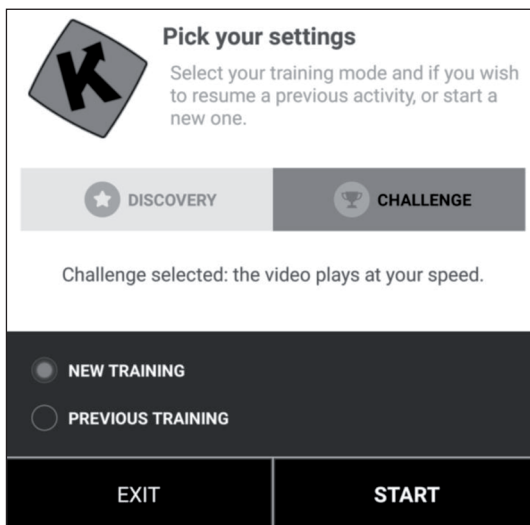 K
Pick your settings
Select your training mode and if you wish
to resume a previous activity, or start a
new one.
DISCOVERY
CHALLENGE
Challenge selected: the video plays at your speed.
NEW TRAINING
PREVIOUS TRAINING
EXIT
START